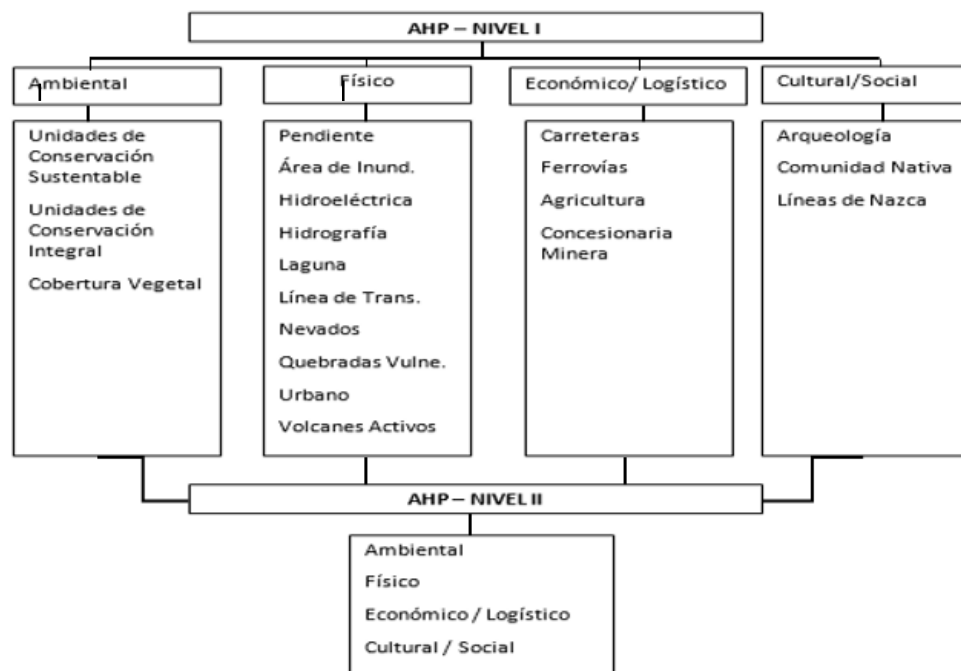 AHP – NIVEL I
Ambiental
Unidades de
Conservación
Sustentable
Unidades de
Conservación
Integral
Cobertura Vegetal
Físico
Pendiente
Área de Inund.
Hidroeléctrica
Hidrografía
Laguna
Línea de Trans.
Nevados
Quebradas Vulne.
Urbano
Volcanes Activos
Económico/ Logístico
Carreteras
Ferrovías
Agricultura
Concesionaria
Minera
Cultural/Social
Arqueología
Comunidad Nativa
Líneas de Nazca
AHP – NIVEL II
Ambiental
Físico
Económico / Logístico
Cultural / Social